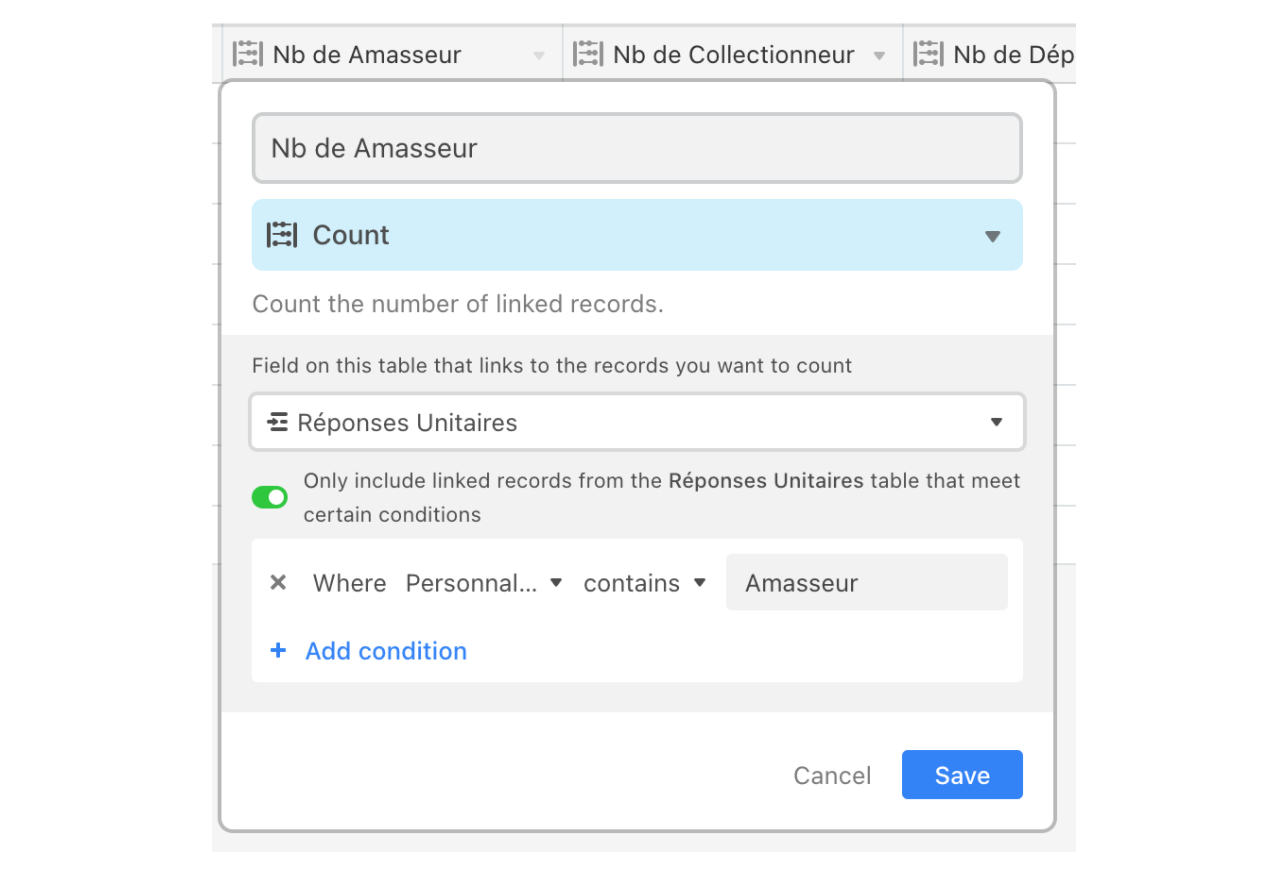 Nb de Amasseur Nb de Collectionneur Nb de Dép
Nb de Amasseur
Count
Count the number of linked records.
Field on this table that links to the records you want to count
Réponses Unitaires
Only include linked records from the Réponses Unitaires table that meet
certain conditions
Where Personnal... contains Amasseur
+ Add condition
Cancel Save